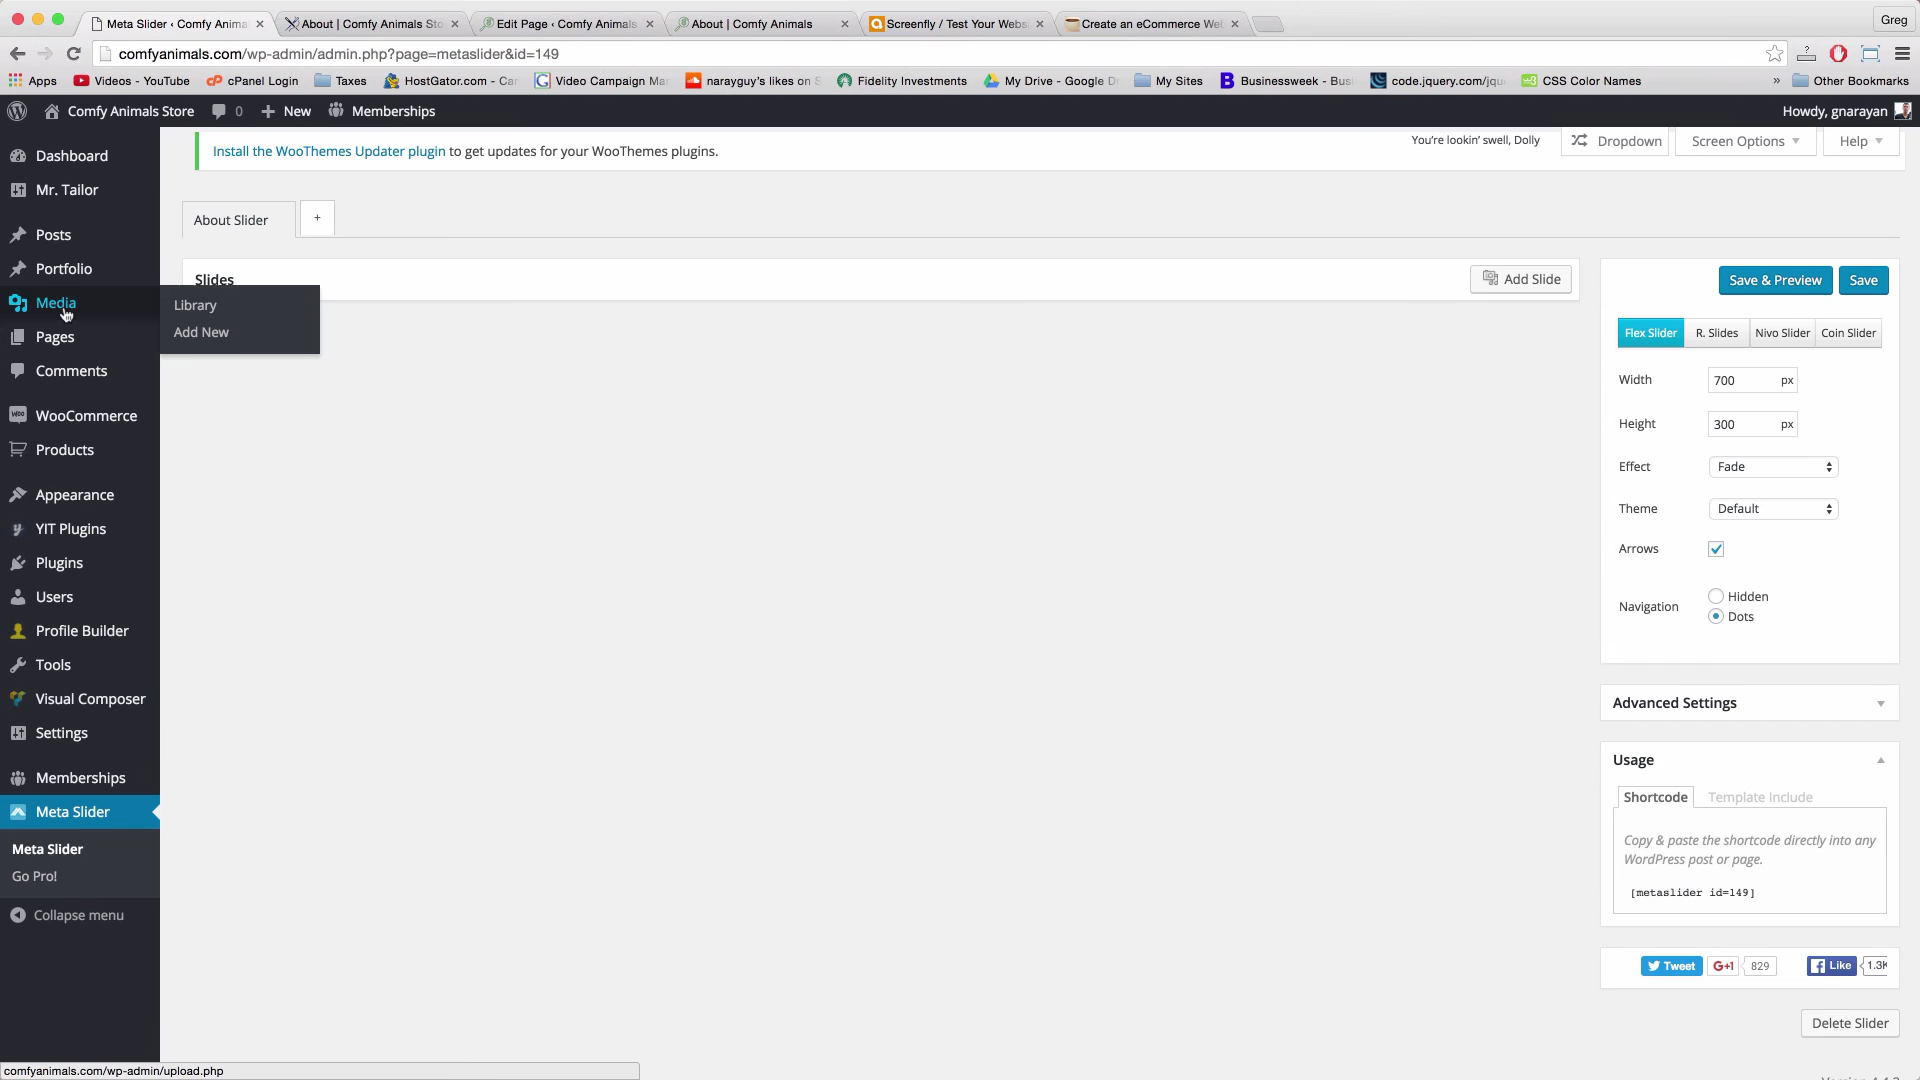 Meta Slider ‹ Comfy Anima
About | Comfy Animals Sto
Edit Page ‹ Comfy Animals
About | Comfy Animals
Screenfly / Test Your Webs
Create an eCommerce Web
Greg
comfyanimals.com/wp-admin/admin.php?page=metaslider&id=149
Apps
Videos - YouTube
cPanel Login
Taxes
HostGator.com - Car
Video Campaign Mar
narayguy's likes on S
Fidelity Investments
My Drive - Google D
My Sites
Businessweek - Bus
code.jquery.com/jqu
CSS Color Names
»
Other Bookmarks
Comfy Animals Store
0
+ New
Memberships
Howdy, gnarayan
Install the WooThemes Updater plugin to get updates for your WooThemes plugins.
You're lookin' swell, Dolly
Dropdown
Screen Options
Help
Dashboard
Mr. Tailor
Posts
Portfolio
Media
Library
Add New
Pages
Comments
WooCommerce
Products
Appearance
YIT Plugins
Plugins
Users
Profile Builder
Tools
Visual Composer
Settings
Memberships
Meta Slider
Meta Slider
Go Pro!
Collapse menu
About Slider
+
Slides
Add Slide
Save & Preview
Save
Flex Slider
R. Slides
Nivo Slider
Coin Slider
Width
700
px
Height
300
px
Effect
Fade
Theme
Default
Arrows
Navigation
Hidden
Dots
Advanced Settings
Usage
Shortcode
Template Include
Copy & paste the shortcode directly into any
WordPress post or page.
[metaslider id=149]
Tweet
G+1
829
Like
1.3K
Delete Slider
comfyanimals.com/wp-admin/upload.php